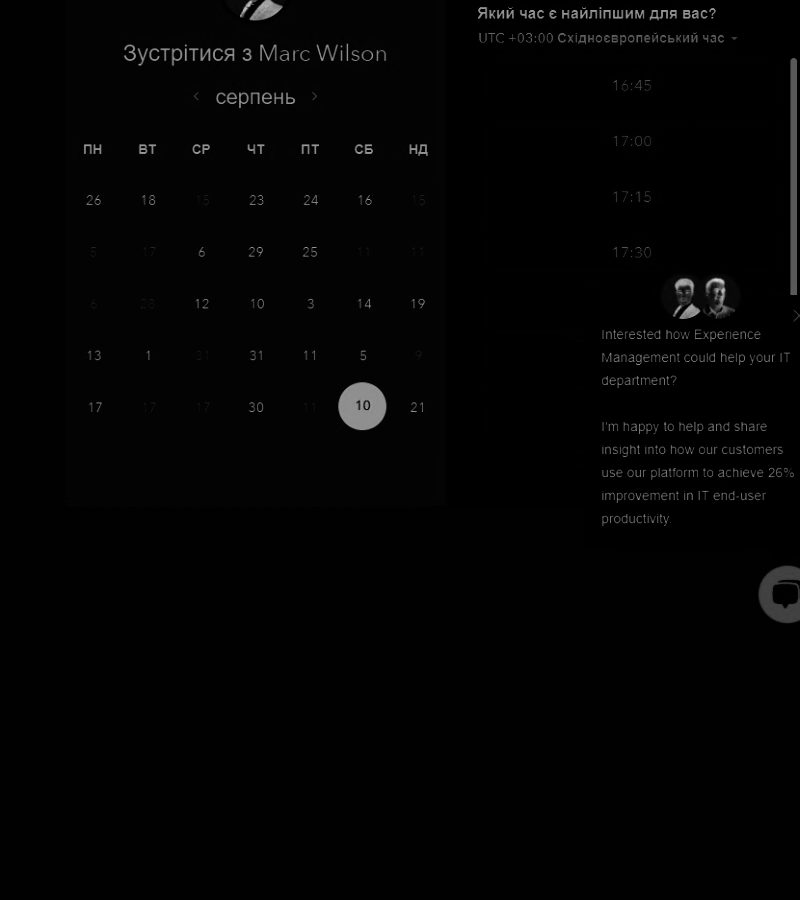 Зустрітися з Marc Wilson
серпень
ПН ВТ СР ЧТ ПТ СБ НД
26 18 15 23 24 16 15
5 17 6 29 25 11 11
6 28 12 10 3 14 19
13 1 31 31 11 5 9
17 17 17 30 11 10 21
Який час є найліпшим для вас?
UTC +03:00 Східноєвропейський час
16:45
17:00
17:15
17:30
Interested how Experience
Management could help your IT
department?
I'm happy to help and share
insight into how our customers
use our platform to achieve 26%
improvement in IT end-user
productivity.